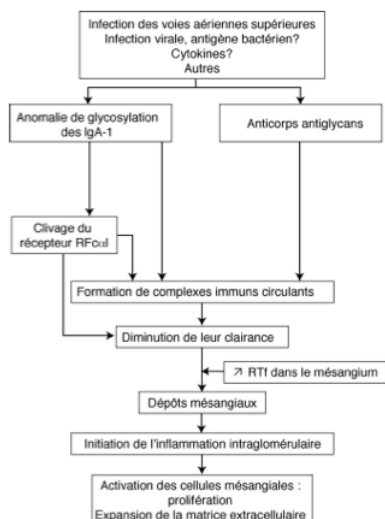 Infection des voies aériennes supérieures
Infection virale, antigène bactérien?
Cytokines?
Autres
Anomalie de glycosylation
des IgA-1
Anticorps antiglycans
Clivage du
récepteur RFcαI
Formation de complexes immuns circulants
Diminution de leur clairance
↗ RTf dans le mésangium
Dépôts mésangiaux
Initiation de l'inflammation intraglomérulaire
Activation des cellules mésangiales :
prolifération
Expansion de la matrice extracellulaire